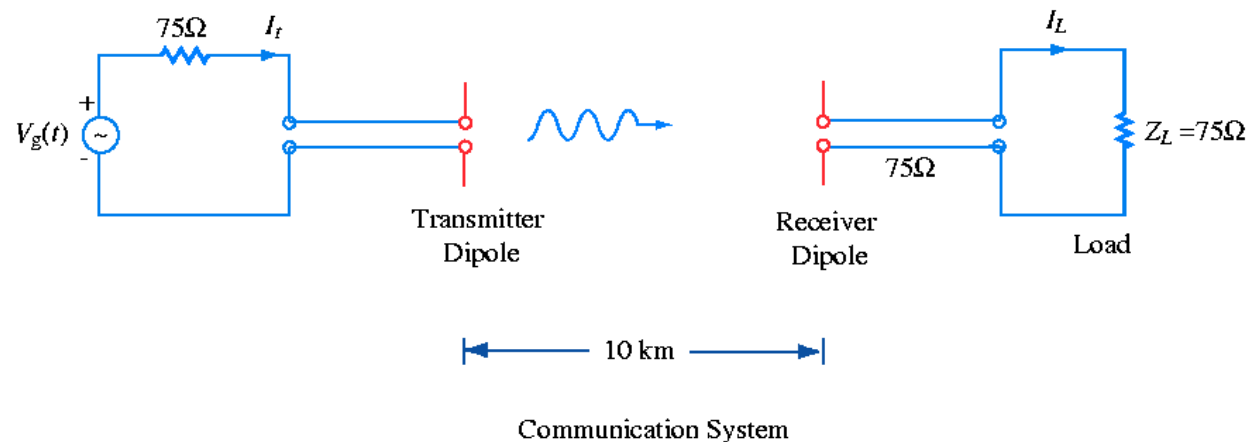 75Ω
I_t
+
V_g(t)
~
-
Transmitter
Dipole
75Ω
Receiver
Dipole
I_L
Z_L =75Ω
Load
10 km
Communication System